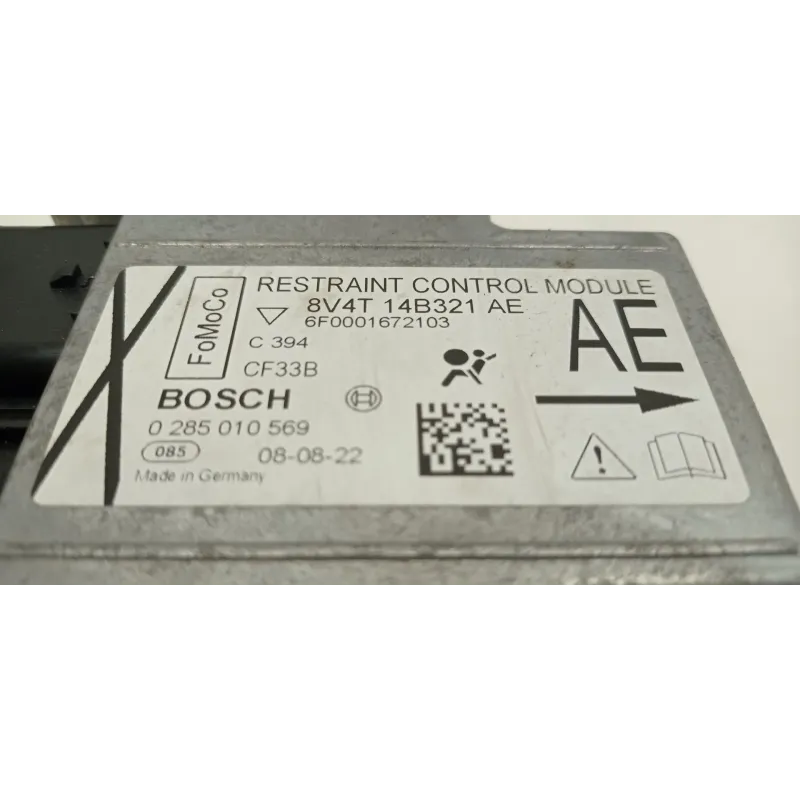 FoMoCo
RESTRAINT CONTROL MODULE
8V4T 14B321 AE
6F0001672103
AE
C 394
CF33B
BOSCH
0 285 010 569
085
08-08-22
Made in Germany